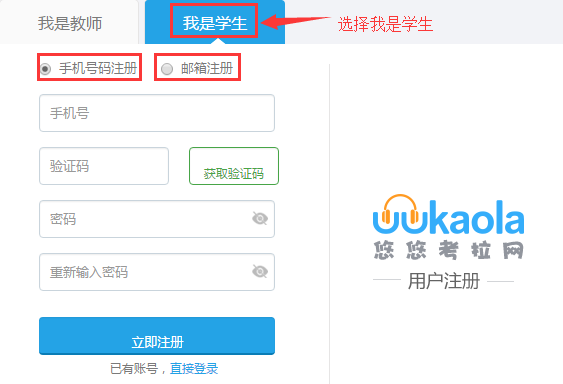 我是教师
我是学生
选择我是学生
手机号码注册
邮箱注册
手机号
验证码
获取验证码
密码
重新输入密码
立即注册
已有账号，直接登录
uukaola
悠悠考拉网
用户注册